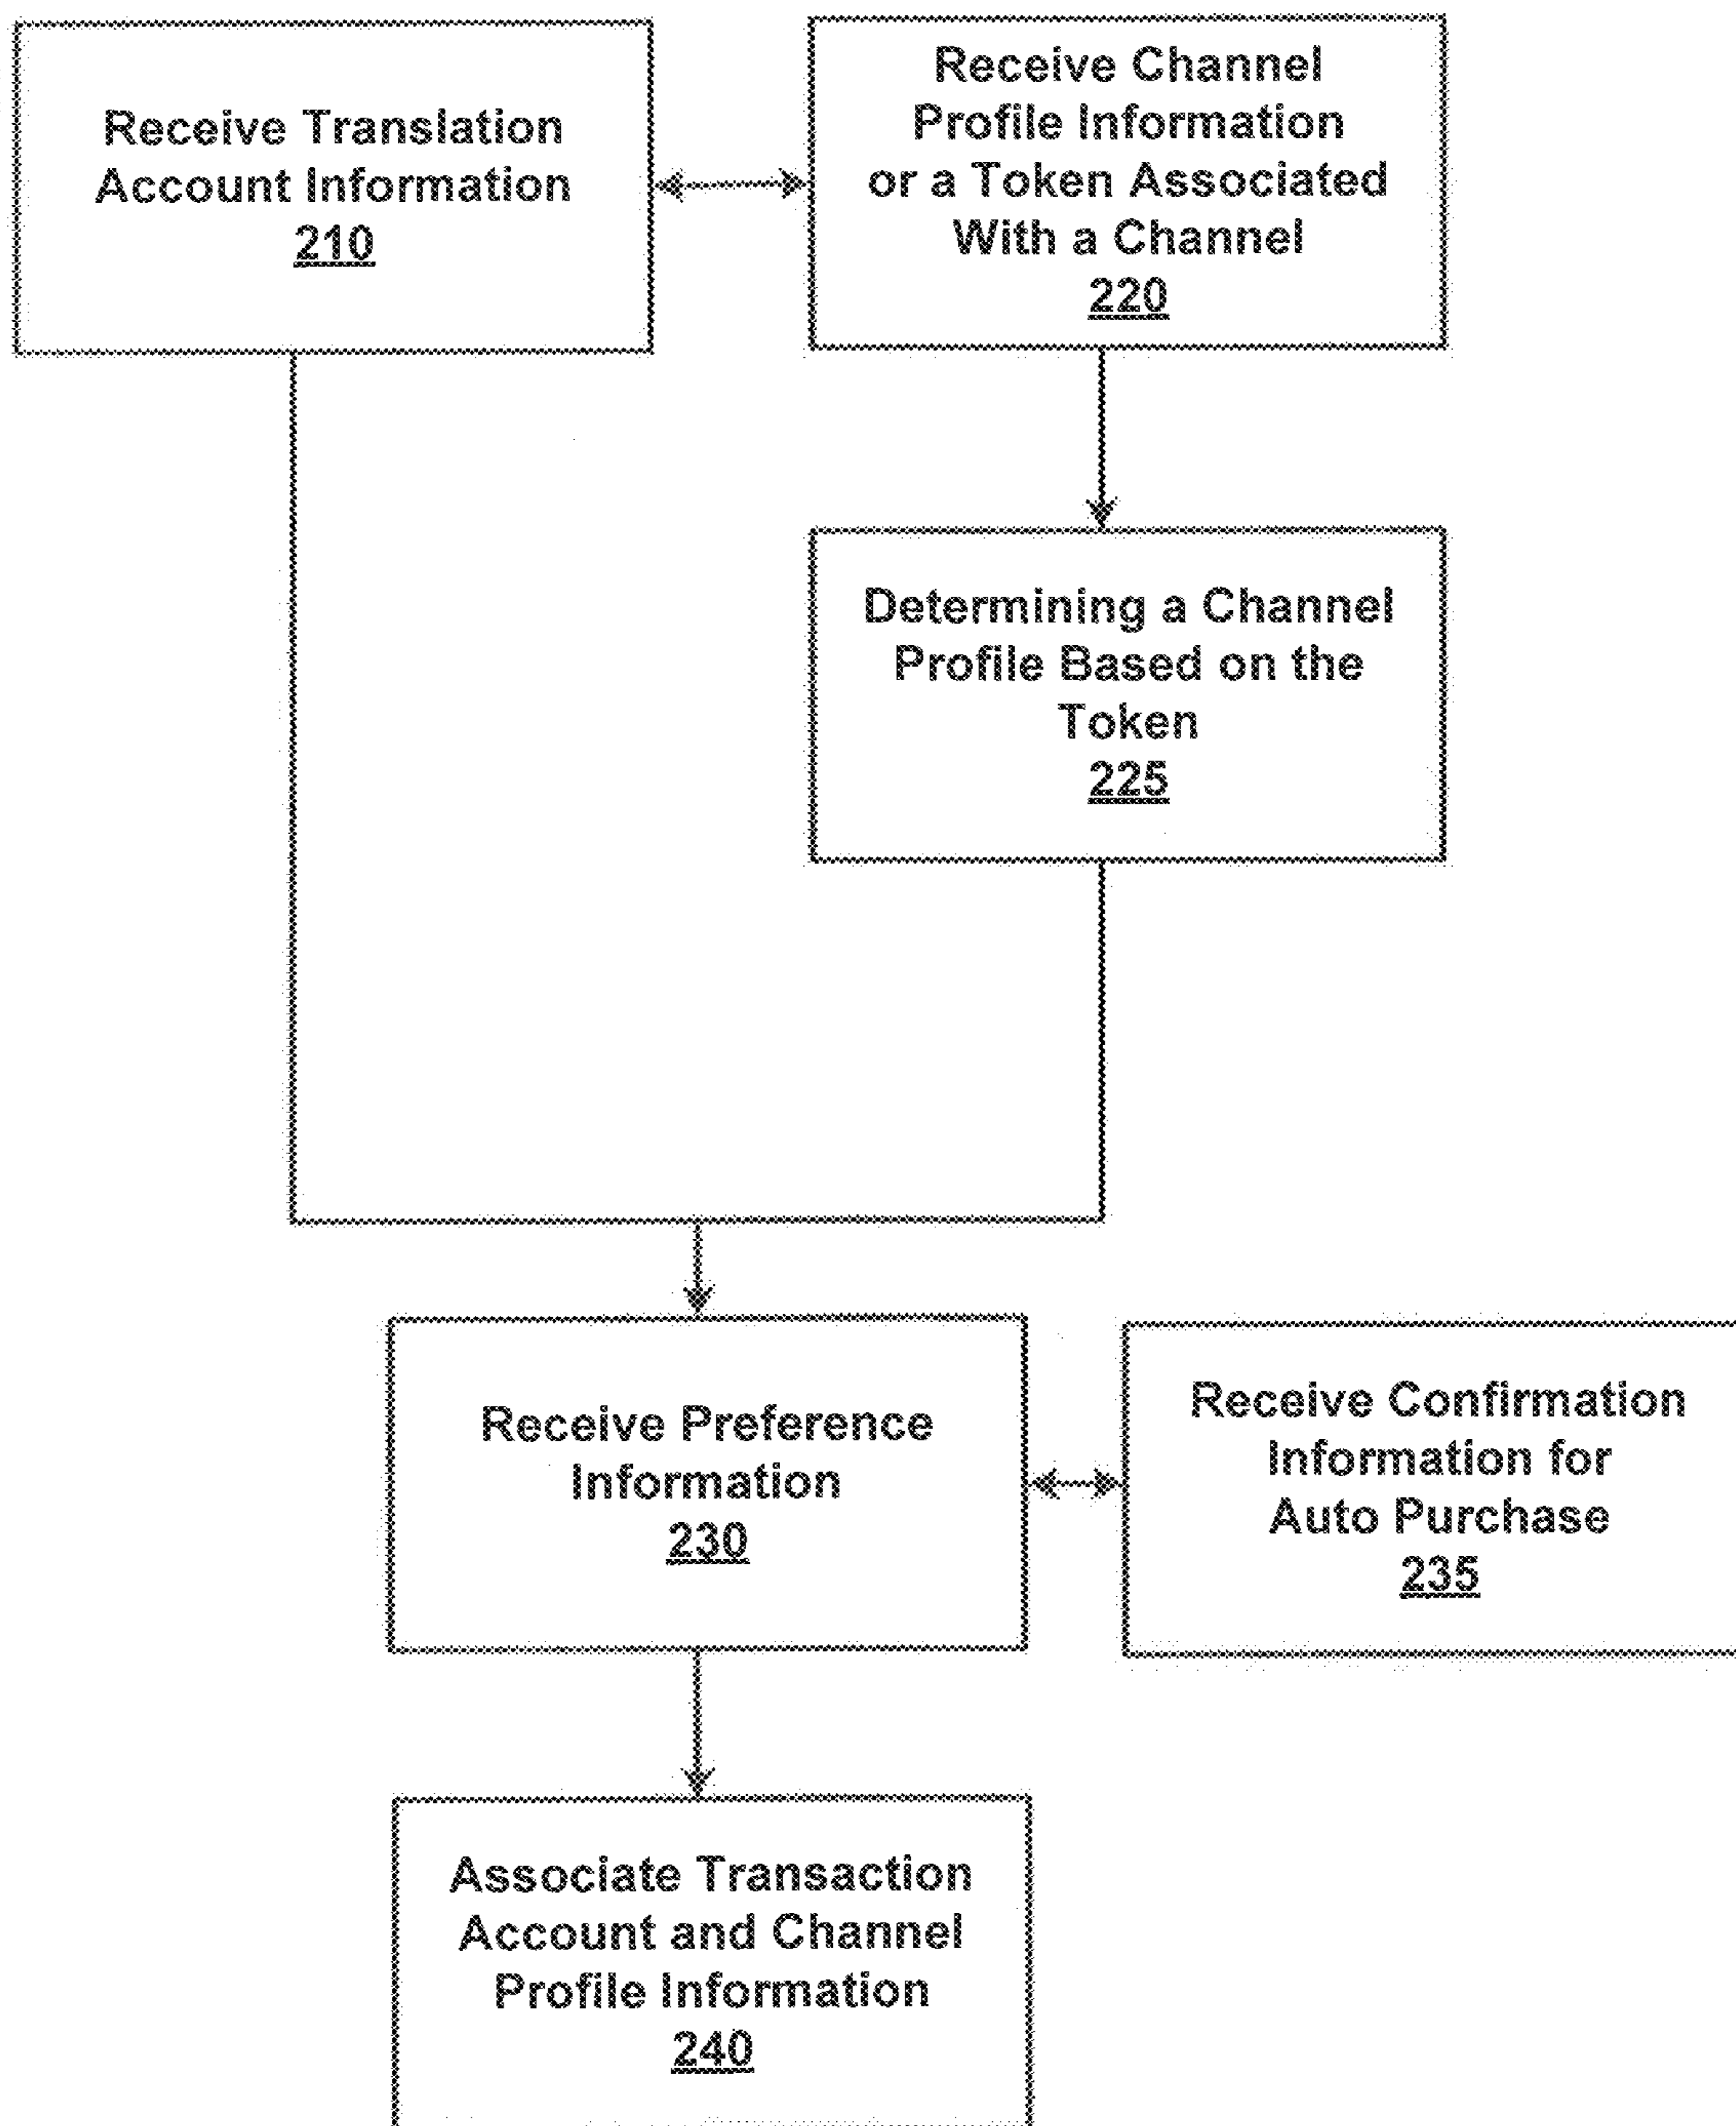 Receive Translation
Account Information
210
Receive Channel
Profile Information
or a Token Associated
With a Channel
220
Determining a Channel
Profile Based on the
Token
225
Receive Preference
Information
230
Receive Confirmation
Information for
Auto Purchase
235
Associate Transaction
Account and Channel
Profile Information
240